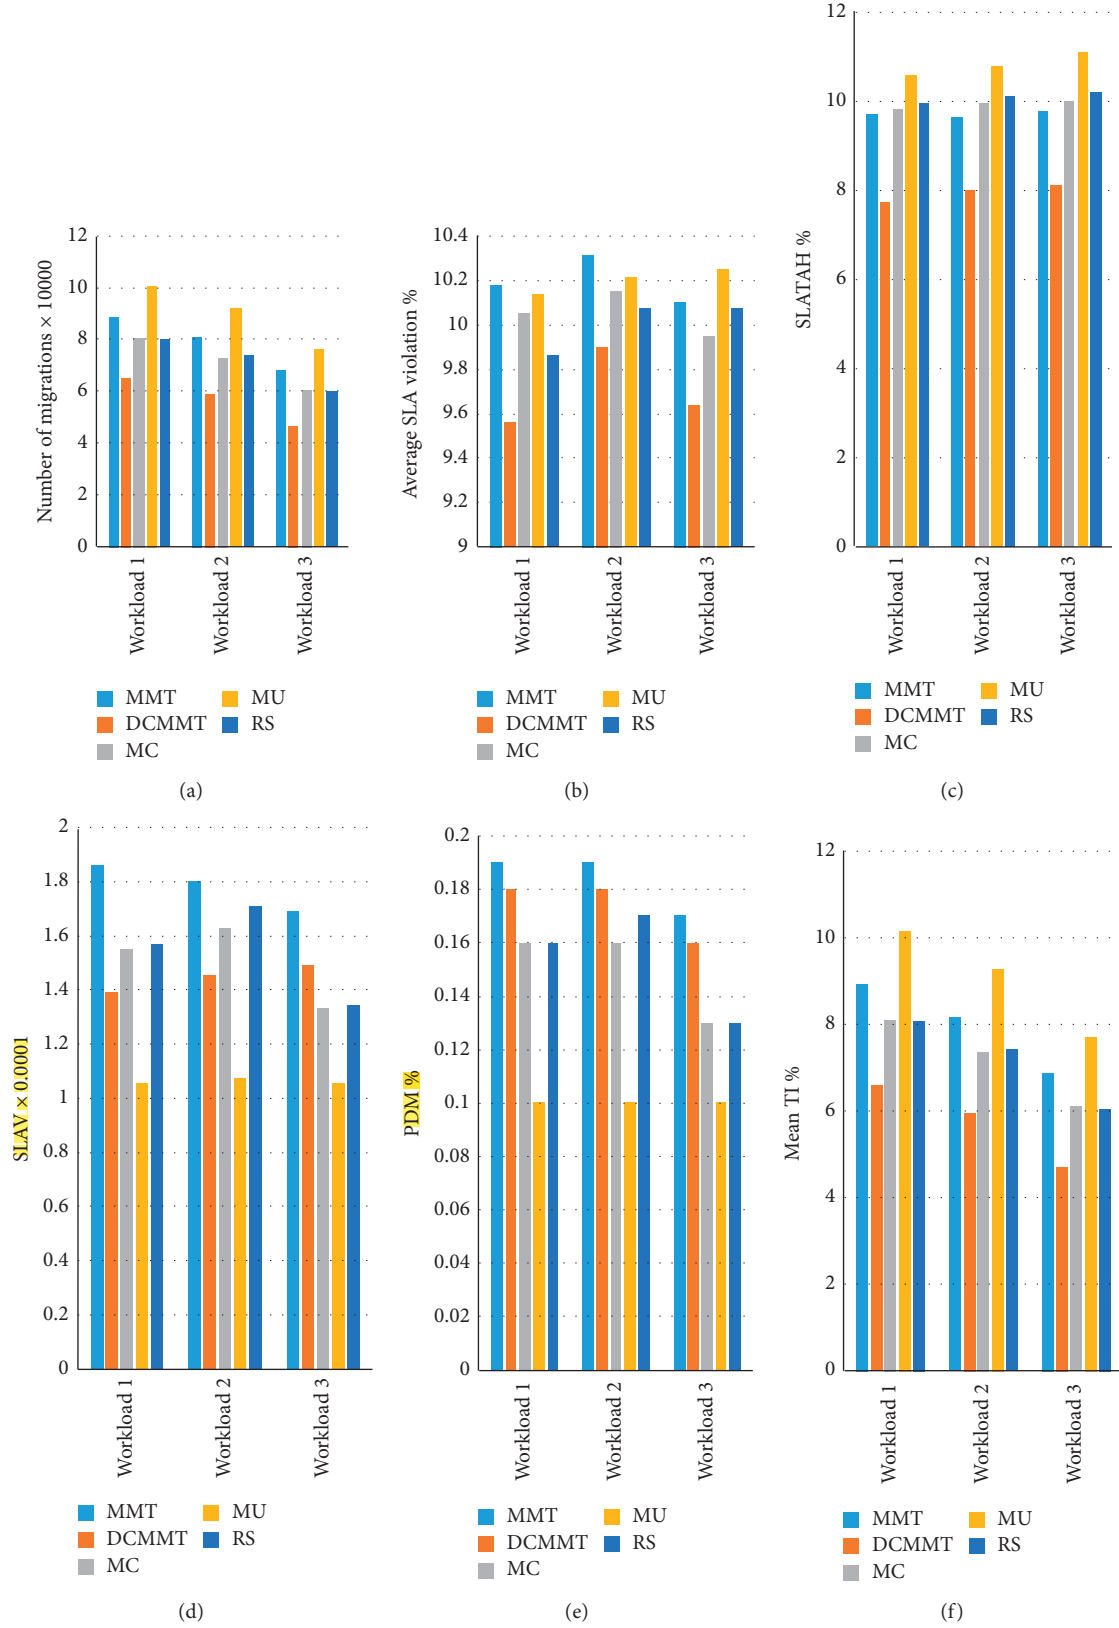 12
10
8
6
4
2
0
Number of migrations × 10000
Workload 1
Workload 2
Workload 3
MMT
DCMMT
MC
MU
RS
(a)
10.4
10.2
10
9.8
9.6
9.4
9.2
9
Average SLA violation %
Workload 1
Workload 2
Workload 3
MMT
DCMMT
MC
MU
RS
(b)
12
10
8
6
4
2
0
SLATAH %
Workload 1
Workload 2
Workload 3
MMT
DCMMT
MC
MU
RS
(c)
2
1.8
1.6
1.4
1.2
1
0.8
0.6
0.4
0.2
0
SLAV × 0.0001
Workload 1
Workload 2
Workload 3
MMT
DCMMT
MC
MU
RS
(d)
0.2
0.18
0.16
0.14
0.12
0.1
0.08
0.06
0.04
0.02
0
PDM %
Workload 1
Workload 2
Workload 3
MMT
DCMMT
MC
MU
RS
(e)
12
10
8
6
4
2
0
Mean TI %
Workload 1
Workload 2
Workload 3
MMT
DCMMT
MC
MU
RS
(f)